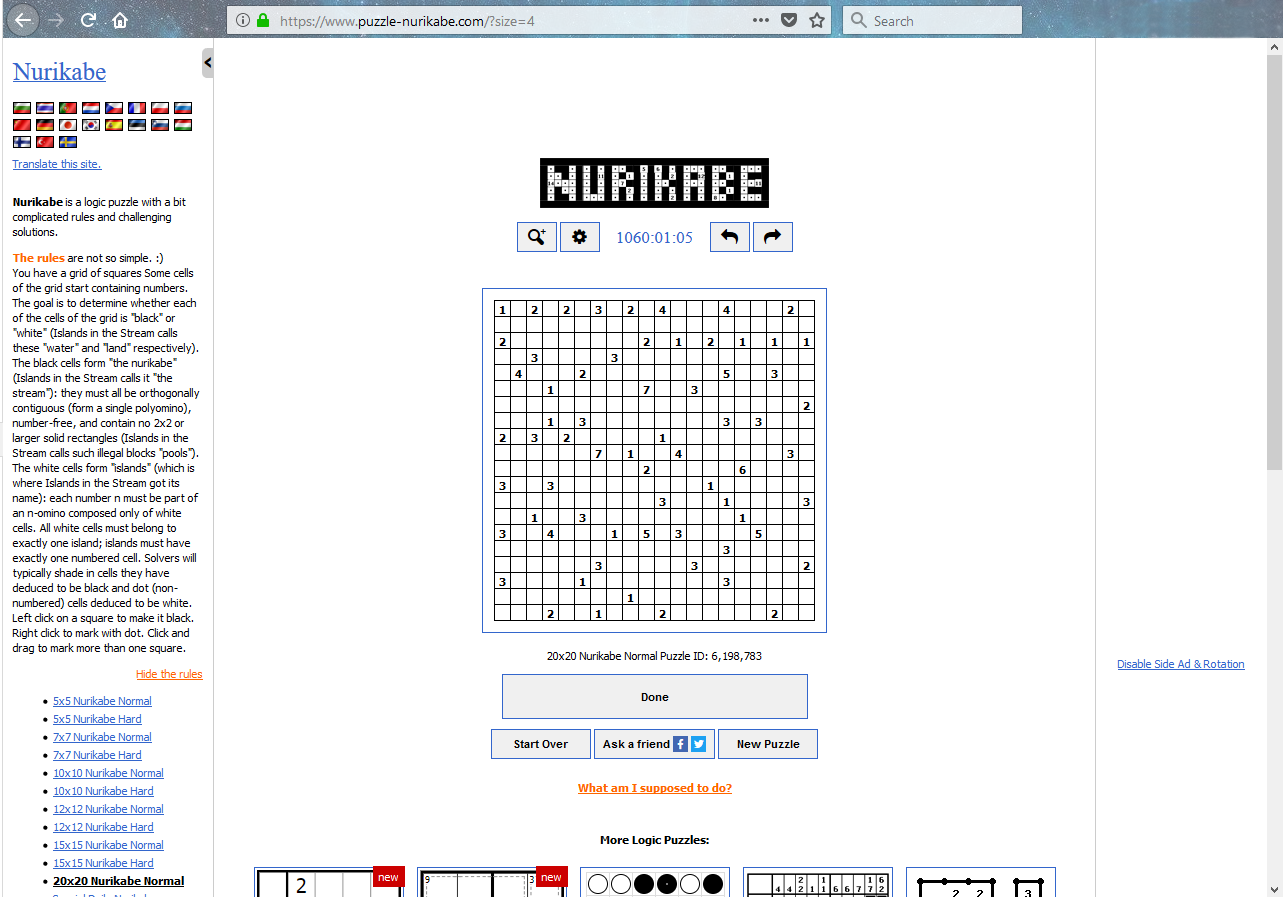 https://www.puzzle-nurikabe.com/?size=4
Search
Nurikabe
Translate this site.
Nurikabe is a logic puzzle with a bit
complicated rules and challenging
solutions.
The rules are not so simple. :)
You have a grid of squares Some cells
of the grid start containing numbers.
The goal is to determine whether each
of the cells of the grid is "black" or
"white" (Islands in the Stream calls
these "water" and "land" respectively).
The black cells form "the nurikabe"
(Islands in the Stream calls it "the
stream"): they must all be orthogonally
contiguous (form a single polyomino),
number-free, and contain no 2x2 or
larger solid rectangles (Islands in the
Stream calls such illegal blocks "pools").
The white cells form "islands" (which is
where Islands in the Stream got its
name): each number n must be part of
an n-omino composed only of white
cells. All white cells must belong to
exactly one island; islands must have
exactly one numbered cell. Solvers will
typically shade in cells they have
deduced to be black and dot (non-
numbered) cells deduced to be white.
Left click on a square to make it black.
Right click to mark with dot. Click and
drag to mark more than one square.
Hide the rules
5x5 Nurikabe Normal
5x5 Nurikabe Hard
7x7 Nurikabe Normal
7x7 Nurikabe Hard
10x10 Nurikabe Normal
10x10 Nurikabe Hard
12x12 Nurikabe Normal
12x12 Nurikabe Hard
15x15 Nurikabe Normal
15x15 Nurikabe Hard
20x20 Nurikabe Normal
NURIKABE
1060:01:05
1 2 2 3 2 4 4 2
2 2 1 2 1 1 1
3 3
4 2 5 3
1 7 3
2
1 3 3 3
2 3 2 1
7 1 4 3
2 6
3 3 1
3 1 3
1 3 1
3 4 1 5 3 5
3
3 3 2
3 1 3
1
2 1 2 2
20x20 Nurikabe Normal Puzzle ID: 6,198,783
Done
Start Over
Ask a friend
New Puzzle
What am I supposed to do?
More Logic Puzzles:
new
new
2
9
3
Disable Side Ad & Rotation